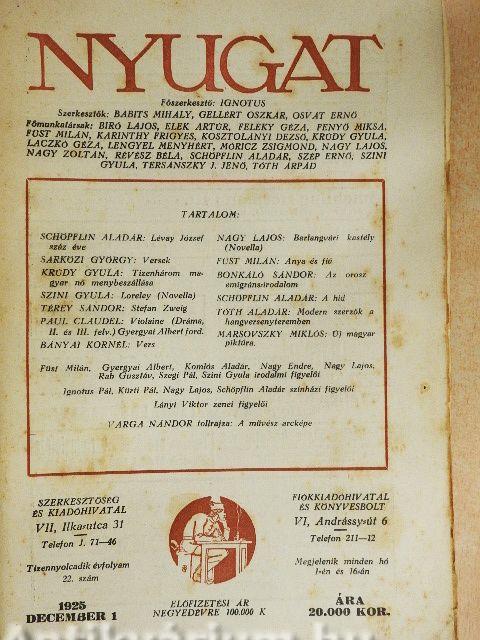 NYUGAT
Főszerkesztő: IGNOTUS
Szerkesztők: BABITS MIHÁLY, GELLÉRT OSZKÁR, OSVÁT ERNŐ
Főmunkatársak: BIRÓ LAJOS, ELEK ARTUR, FELEKY GÉZA, FENYŐ MIKSA,
FÜST MILÁN, KARINTHY FRIGYES, KOSZTOLÁNYI DEZSŐ, KRÚDY GYULA,
LACZKÓ GÉZA, LENGYEL MENYHÉRT, MÓRICZ ZSIGMOND, NAGY LAJOS,
NAGY ZOLTÁN, RÉVÉSZ BÉLA, SCHÖPFLIN ALADÁR, SZÉP ERNŐ, SZINI
GYULA, TERSÁNSZKY J. JENŐ, TÓTH ÁRPÁD
TARTALOM:
SCHÖPFLIN ALADÁR: Lévay József
száz éve
SÁRKÖZI GYÖRGY: Versek
KRÚDY GYULA: Tizenhárom ma-
gyar nő menybeszállása
SZINI GYULA: Loreley (Novella)
TEREY SÁNDOR: Stefan Zweig
PAUL CLAUDEL: Violaine (Dráma,
II. és III. felv.) Gyergyai Albert ford.
BÁNYAI KORNÉL: Vers
NAGY LAJOS: Barlangvári kastély
(Novella)
FÜST MILÁN: Anya és fió
BONKÁLÓ SÁNDOR: Az orosz
emigráns-irodalom
SCHÖPFLIN ALADÁR: A hid
TÓTH ALADÁR: Modern szerzők a
hangversenyteremben
MAROSOVSZKY MIKLÓS: Új magyar
piktúra.
Füst Milán, Gyergyai Albert, Komlós Aladár, Nagy Endre, Nagy Lajos,
Rab Gusztáv, Szegi Pál, Szini Gyula irodalmi figyelői
Ignotus Pál, Kürti Pál, Nagy Lajos, Schöpflin Aladár szinházi figyelői
Lányi Viktor zenei figyelői
VARGA NÁNDOR tollrajza: A művész arcképe
SZERKESZTŐSÉG
ÉS KIADÓHIVATAL
VII, Ilka-utca 31
Telefon J. 71—46
Tizennyolcadik évfolyam
22. szám
1925
DECEMBER 1
ELŐFIZETÉSI ÁR
NEGYEDÉVRE 100.000 K
FIÓKKIADÓHIVATAL
ÉS KÖNYVESBOLT
VI, Andrássy-út 6
Telefon 211—12
Megjelenik minden hó
1-én és 16-án
ÁRA
20.000 KOR.